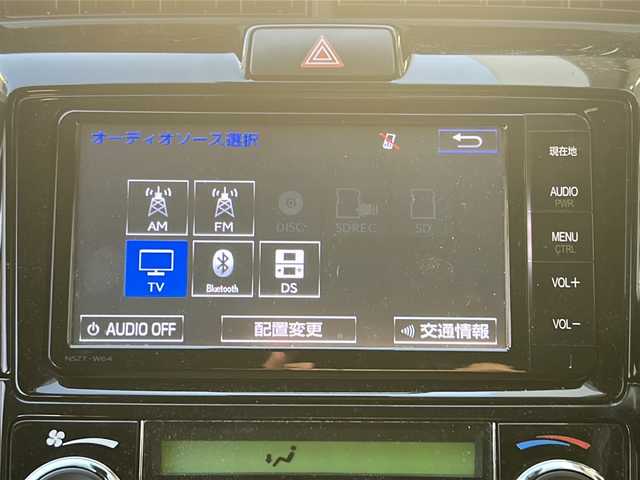 オーディオソース選択
現在地
AM FM DISC SDREC SD
AUDIO
PWR
MENU
CTRL
TV Bluetooth DS
VOL+
AUDIO OFF 配置変更 交通情報
VOL−
NSZT-W64